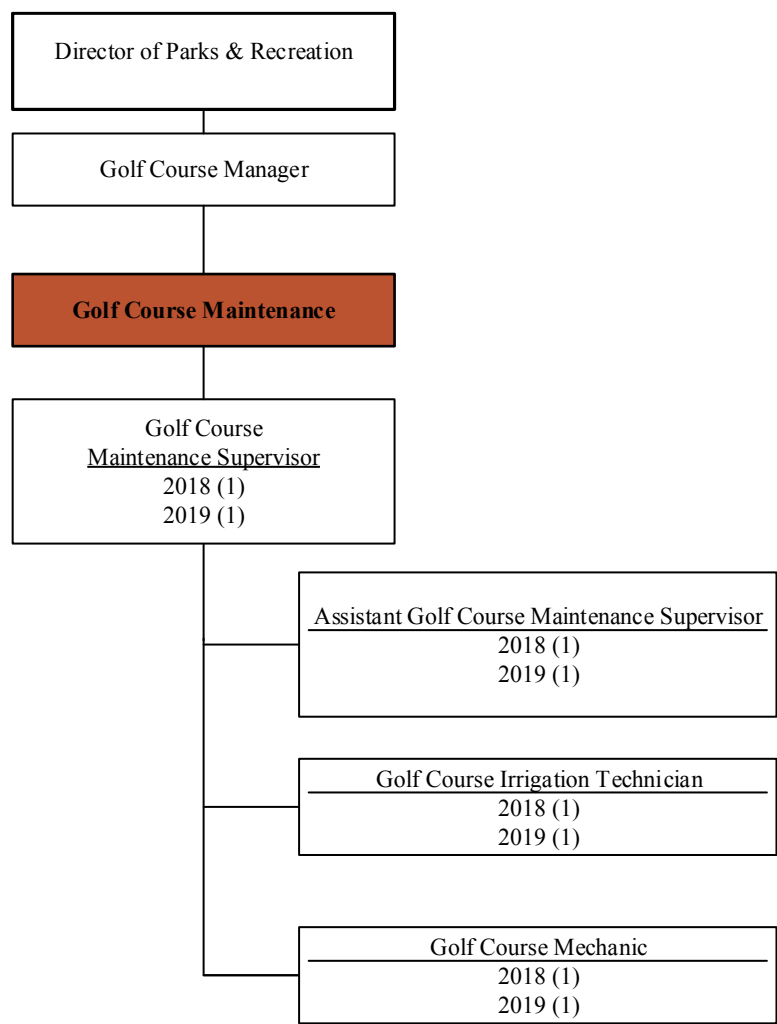 Director of Parks & Recreation
Golf Course Manager
Golf Course Maintenance
Golf Course
Maintenance Supervisor
2018 (1)
2019 (1)
Assistant Golf Course Maintenance Supervisor
2018 (1)
2019 (1)
Golf Course Irrigation Technician
2018 (1)
2019 (1)
Golf Course Mechanic
2018 (1)
2019 (1)